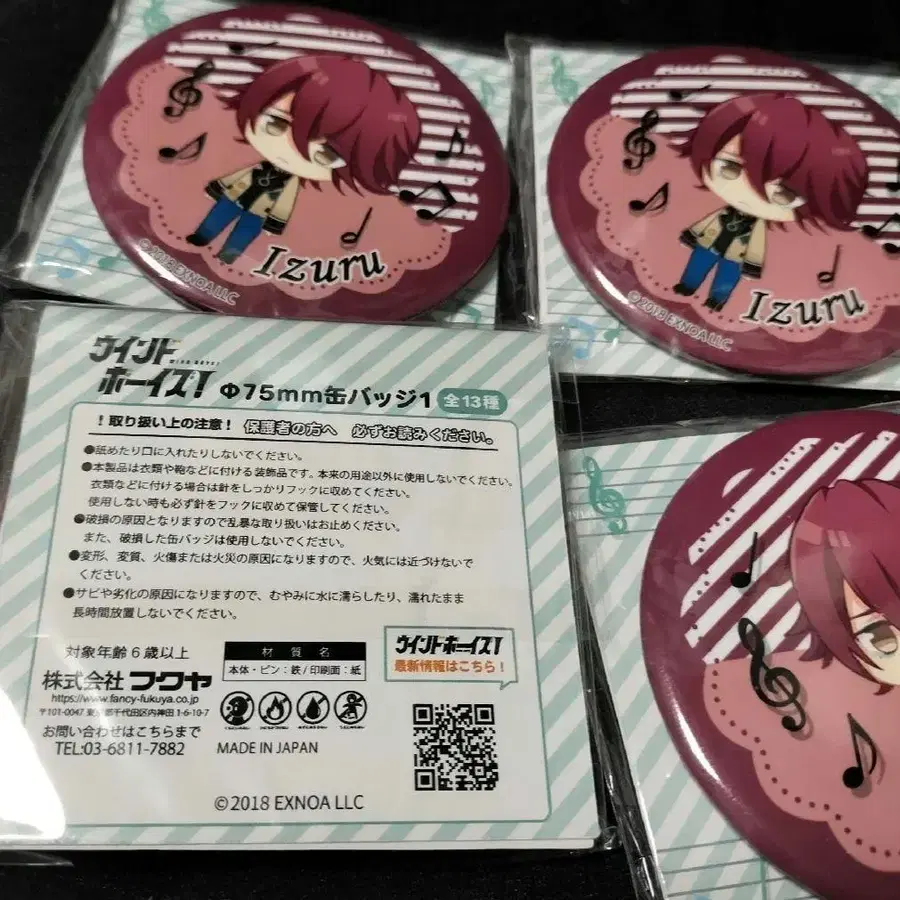 Izuru
©2018 EXNOA LLC
Izuru
©2018 EXNOA LLC
ウインド
ボーイズ!
Φ75mm缶バッジ1 全13種
!取り扱い上の注意! 保護者の方へ 必ずお読みください。
●舐めたり口に入れたりしないでください。
●本製品は衣類や鞄などに付ける装飾品です。本来の用途以外に使用しないでください。
衣類などに付ける場合は針をしっかりフックに収めてください。
使用しない時も必ず針をフックに収めて保管してください。
●破損の原因となりますので乱暴な取り扱いはお止めください。
また、破損した缶バッジは使用しないでください。
●変形、変質、火傷または火災の原因になりますので、火気には近づけないで
ください。
●サビや劣化の原因になりますので、むやみに水に濡らしたり、濡れたまま
長時間放置しないでください。
対象年齢6歳以上
株式会社フクヤ
https://www.fancy-fukuya.co.jp
〒101-0047 東京都千代田区内神田1-6-10-7
お問い合わせはこちらまで
TEL:03-6811-7882
材質名
本体・ピン:鉄/印刷面:紙
MADE IN JAPAN
ウインドボーイズ!
最新情報はこちら!
©2018 EXNOA LLC